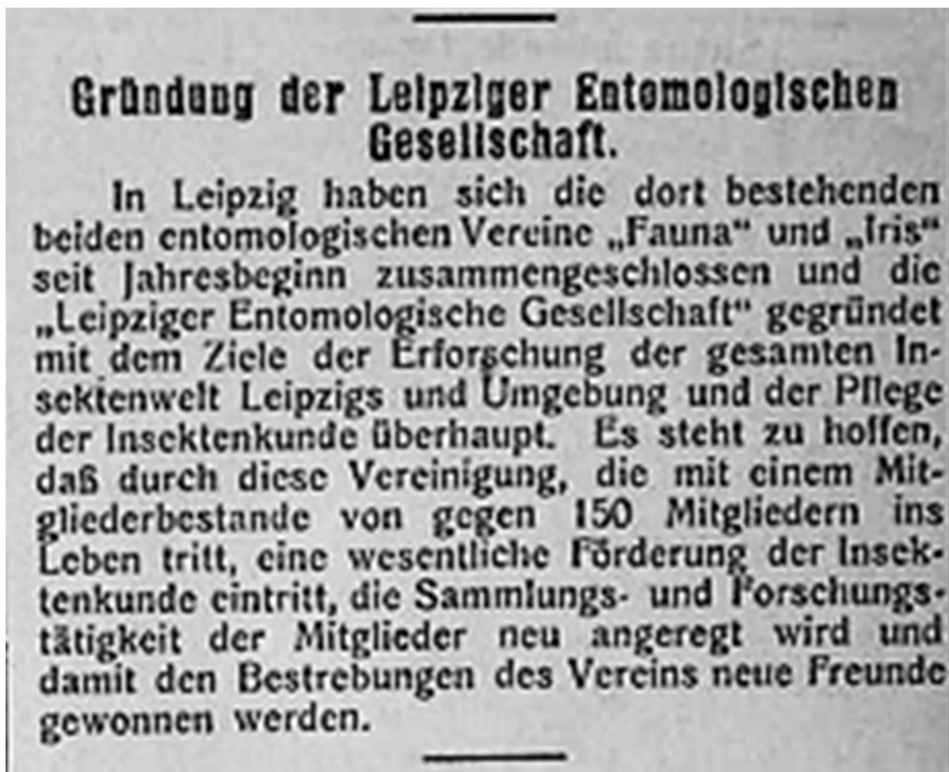 Gründung der Leipziger Entomologischen
Gesellschaft.
In Leipzig haben sich die dort bestehenden
beiden entomologischen Vereine „Fauna“ und „Iris“
seit Jahresbeginn zusammengeschlossen und die
„Leipziger Entomologische Gesellschaft“ gegründet
mit dem Ziele der Erforschung der gesamten In-
sektenwelt Leipzigs und Umgebung und der Pflege
der Insektenkunde überhaupt. Es steht zu hoffen,
daß durch diese Vereinigung, die mit einem Mit-
gliederbestande von gegen 150 Mitgliedern ins
Leben tritt, eine wesentliche Förderung der Insek-
tenkunde eintritt, die Sammlungs- und Forschungs-
tätigkeit der Mitglieder neu angeregt wird und
damit den Bestrebungen des Vereins neue Freunde
gewonnen werden.